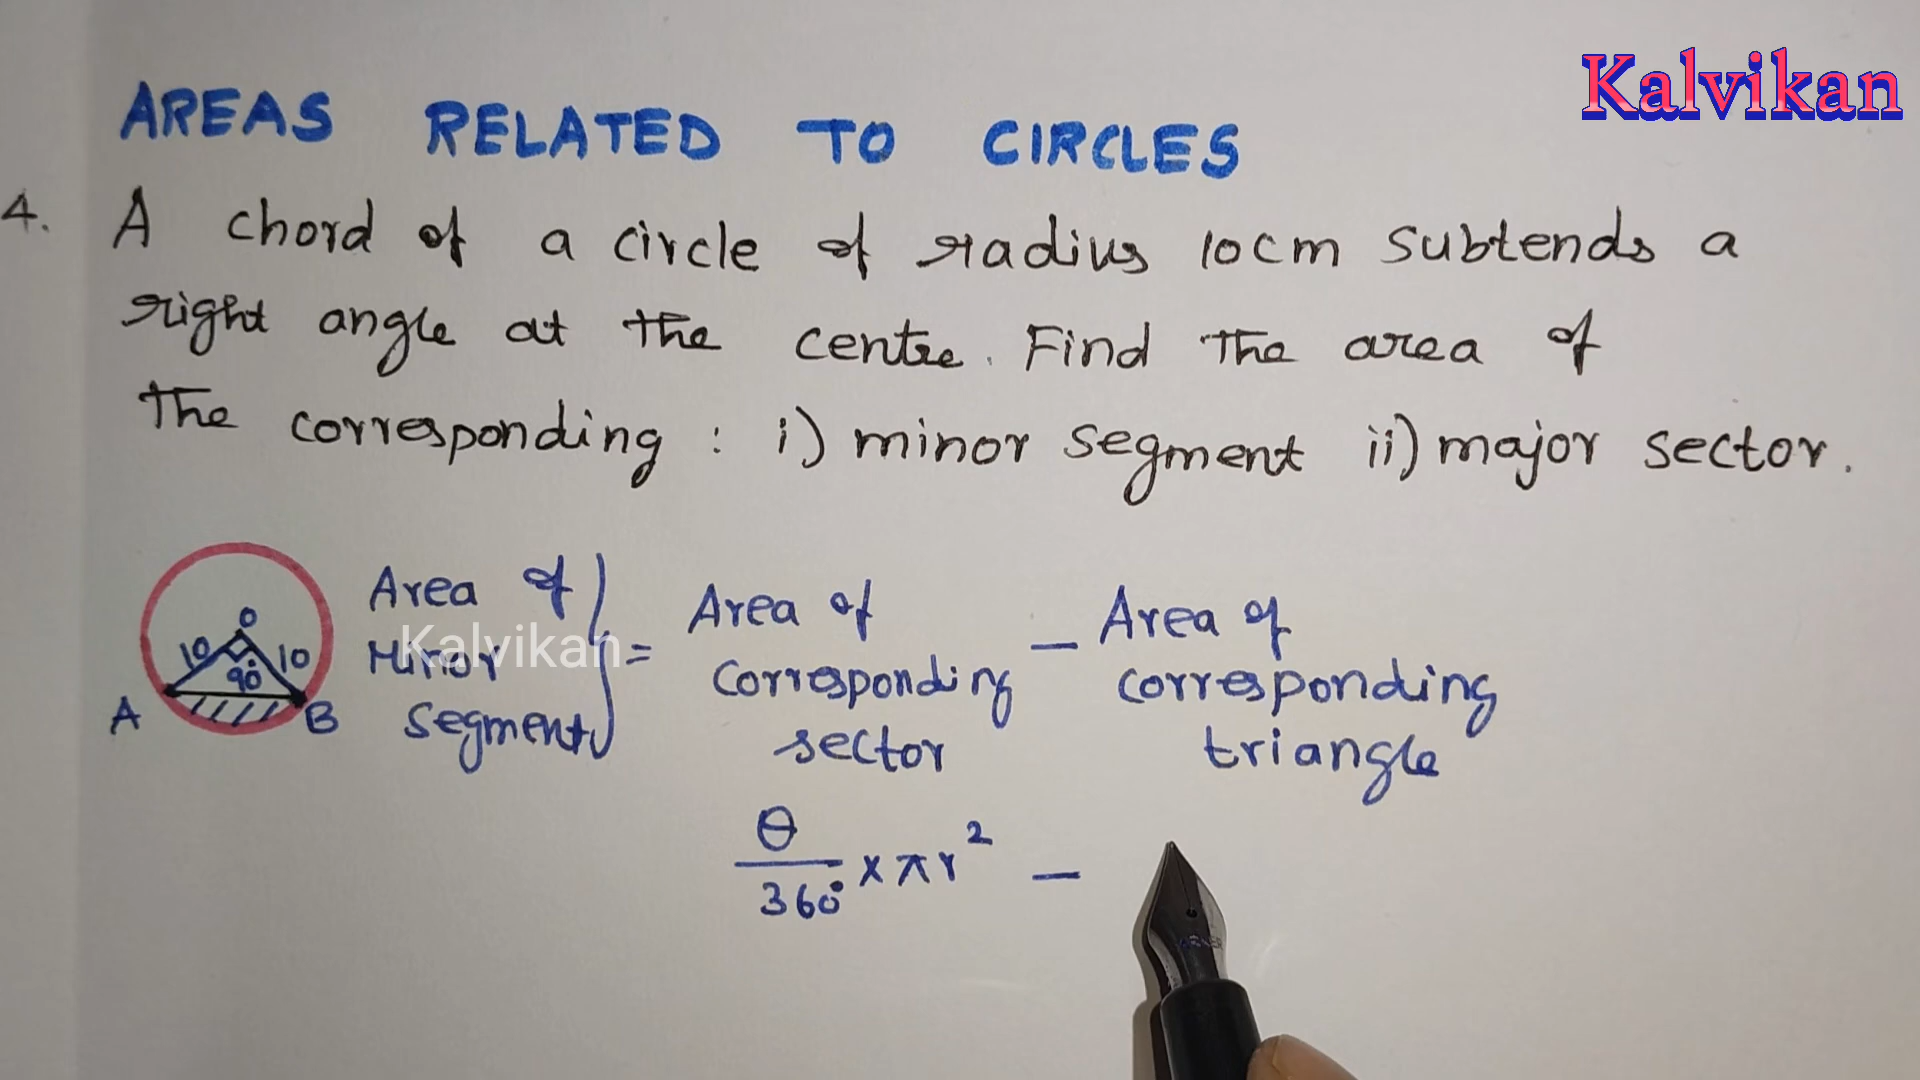 Kalvikan
AREAS RELATED TO CIRCLES
4. A chord of a circle of radius 10cm subtends a
right angle at the centre. Find the area of
the corresponding : i) minor segment ii) major sector.
Area of Minor segment } = Area of corresponding sector − Area of corresponding triangle
O
10 10
90°
A B
Kalvikan
θ/360° × πr² −